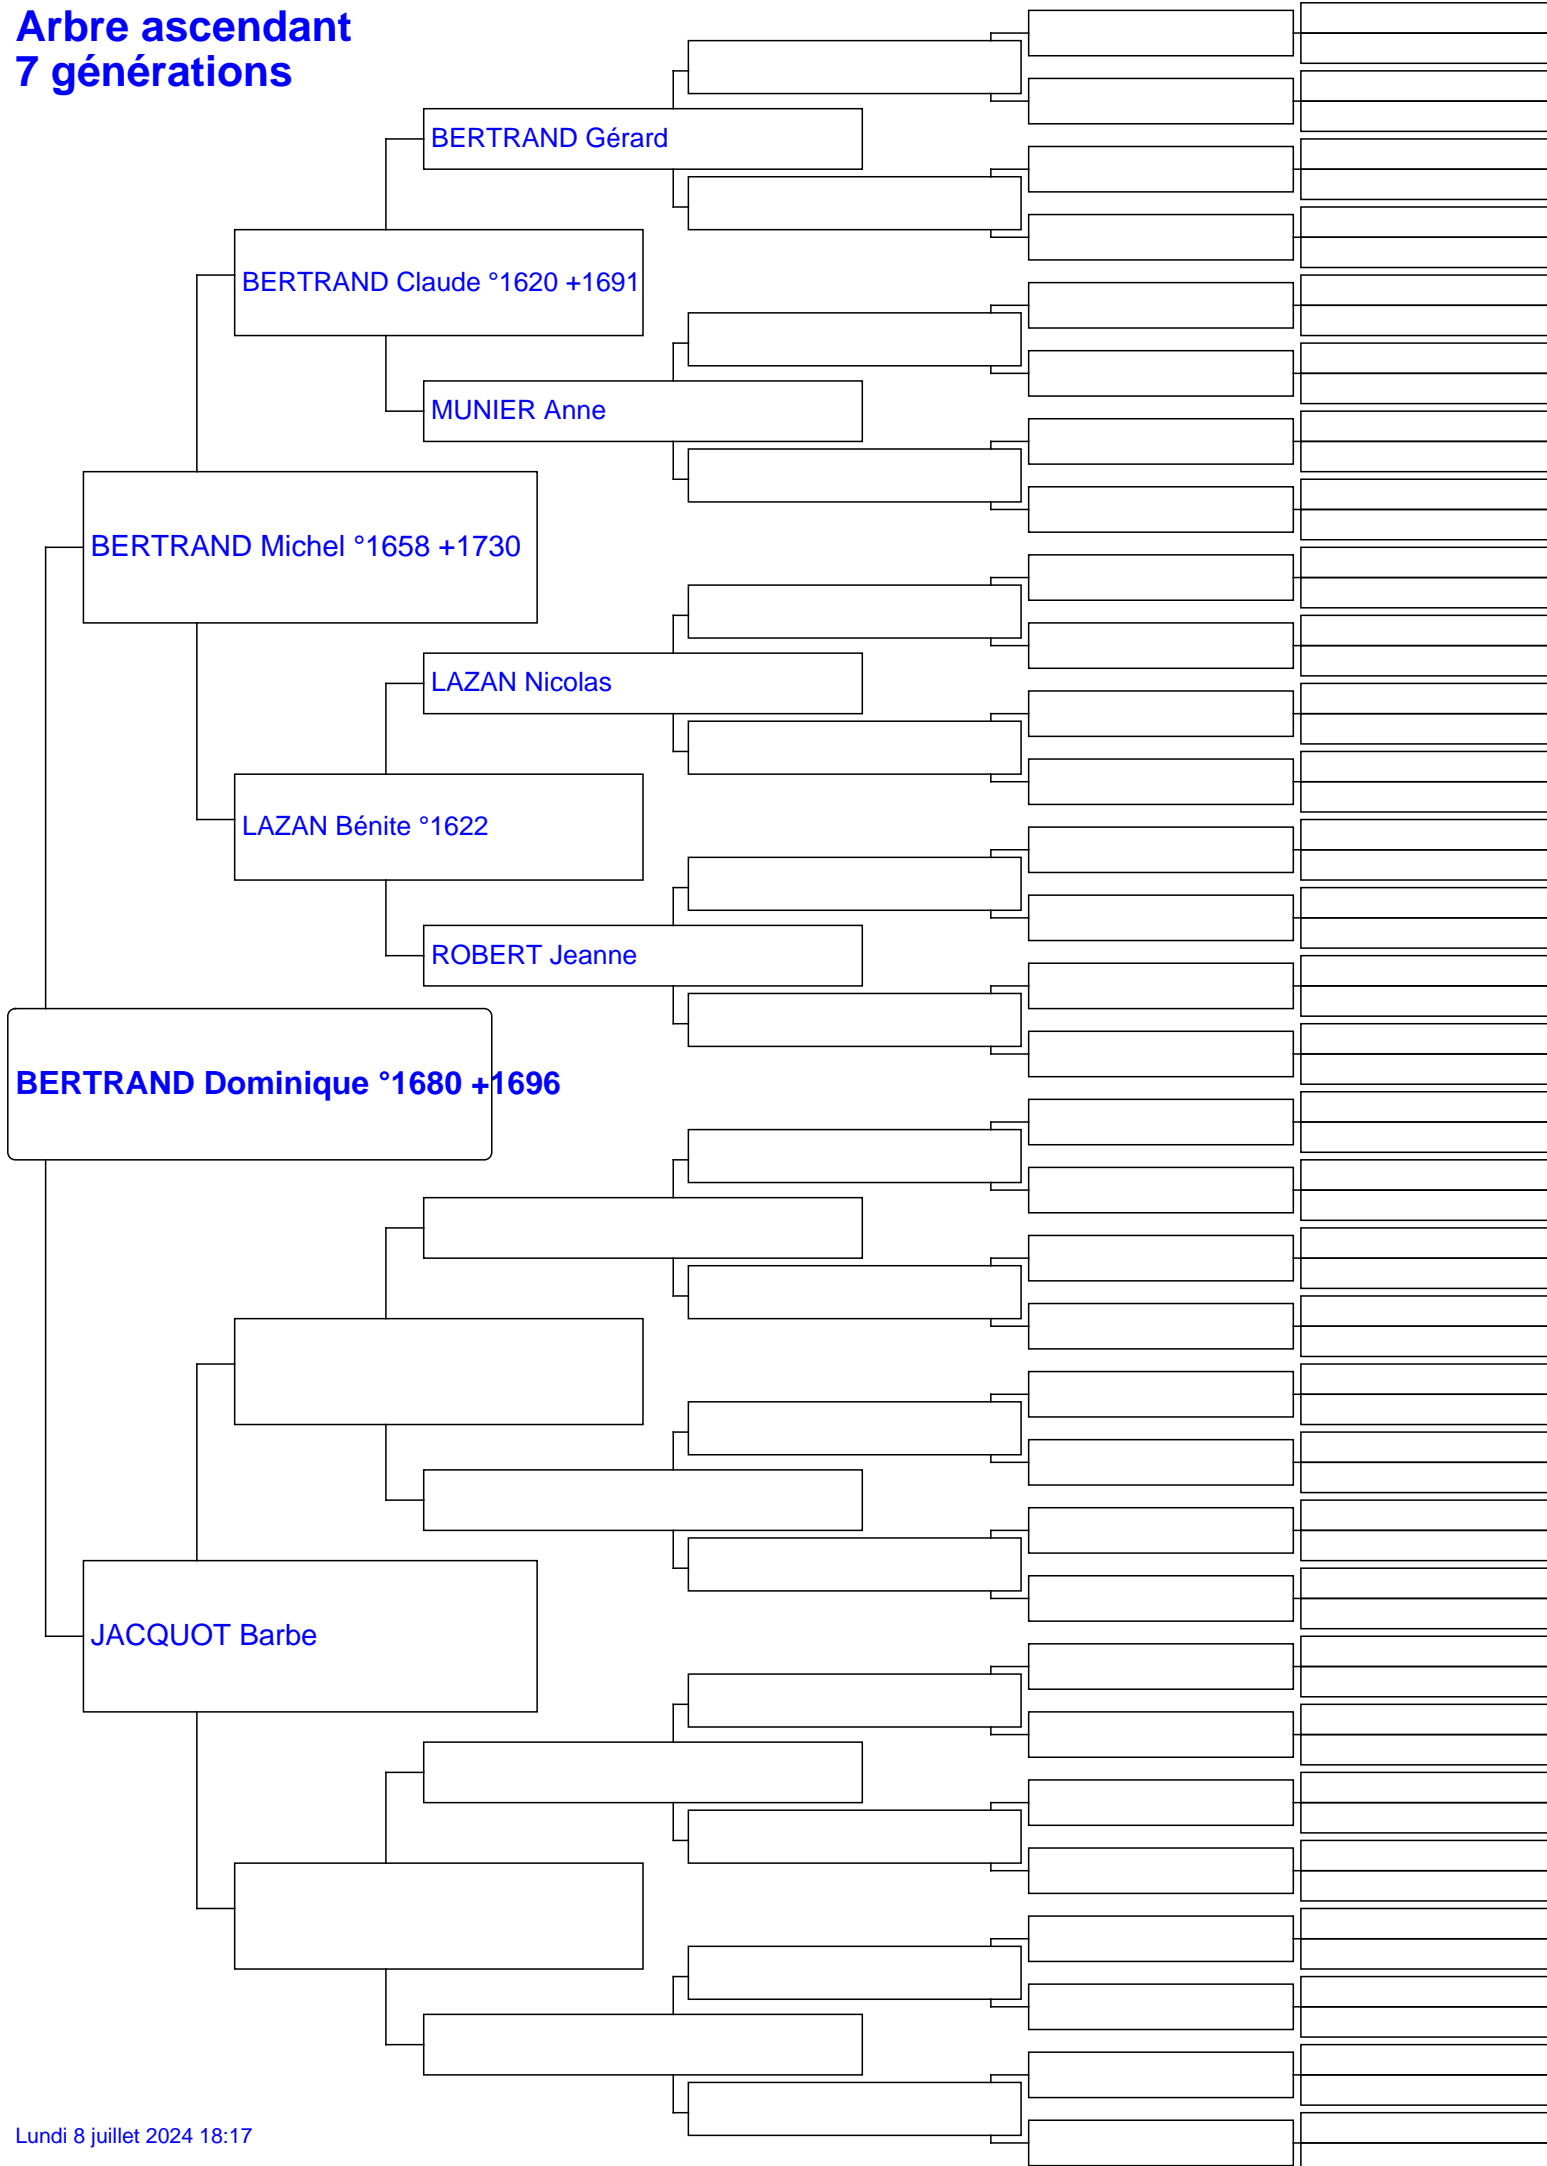 Arbre ascendant
7 générations
BERTRAND Gérard
BERTRAND Claude °1620 +1691
MUNIER Anne
BERTRAND Michel °1658 +1730
LAZAN Nicolas
LAZAN Bénite °1622
ROBERT Jeanne
BERTRAND Dominique °1680 +1696
JACQUOT Barbe
Lundi 8 juillet 2024 18:17